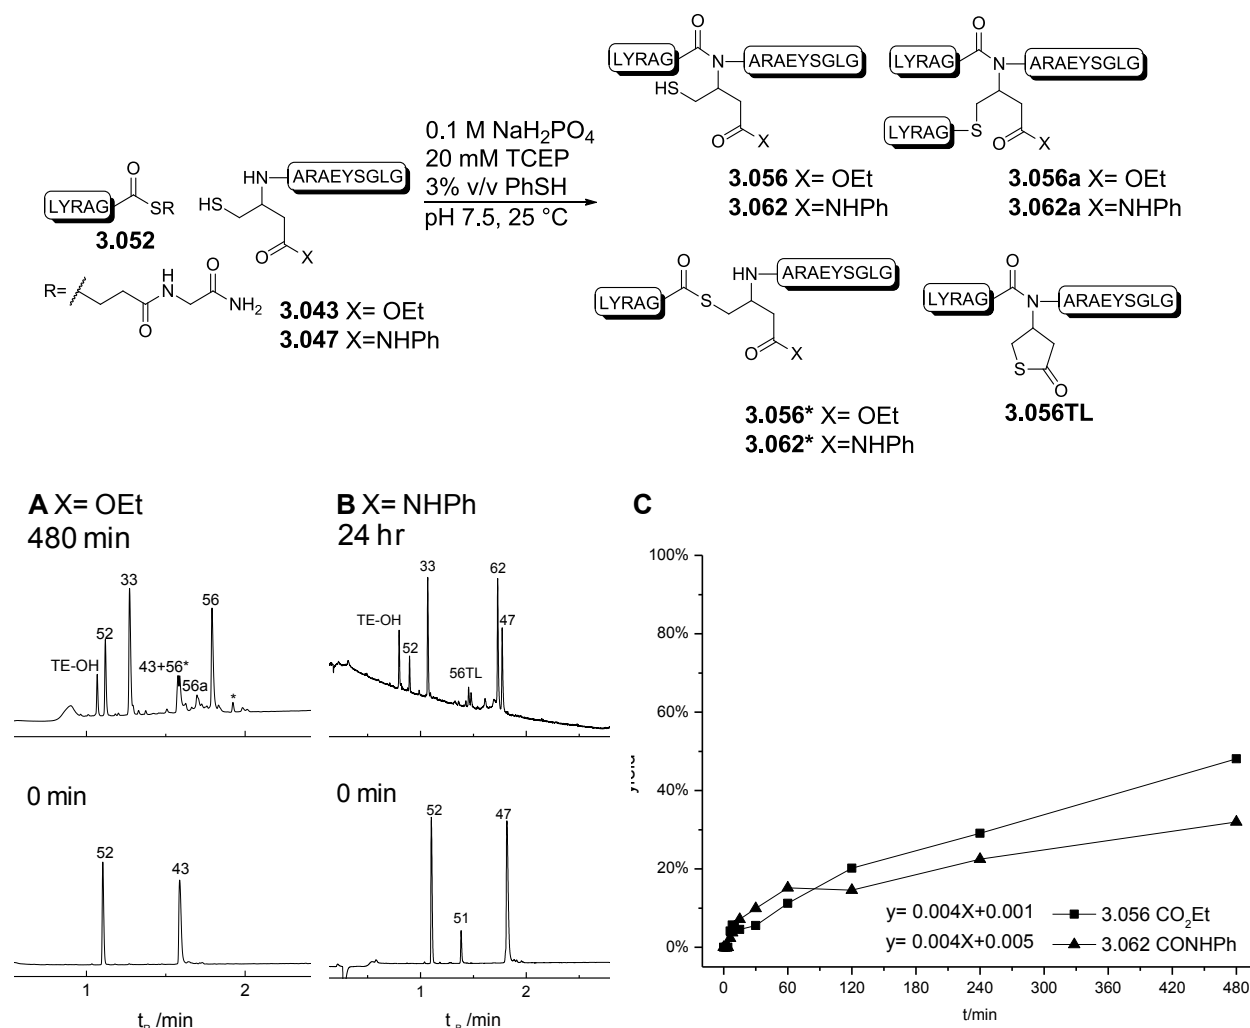 LYRAG
O
SR
3.052
HN
ARAEYSGLG
HS
O
X
R=
H
N
O
O
NH2
3.043 X= OEt
3.047 X=NHPh
0.1 M NaH2PO4
20 mM TCEP
3% v/v PhSH
pH 7.5, 25 °C
O
LYRAG
N
ARAEYSGLG
HS
O
X
3.056 X= OEt
3.062 X=NHPh
O
LYRAG
N
ARAEYSGLG
LYRAG
S
O
X
3.056a X= OEt
3.062a X=NHPh
O
LYRAG
S
HN
ARAEYSGLG
O
X
3.056* X= OEt
3.062* X=NHPh
O
LYRAG
N
ARAEYSGLG
S
O
3.056TL
A X= OEt
480 min
TE-OH
52
33
43+56*
56a
56
*
0 min
52
43
1
2
/min
B X= NHPh
24 hr
TE-OH
52
33
56TL
62
47
0 min
52
51
47
1
2
/min
C
100%
80%
60%
40%
20%
0%
y= 0.004X+0.001
3.056 CO2Et
y= 0.004X+0.005
3.062 CONHPh
0 60 120 180 240 300 360 420 480
t/min